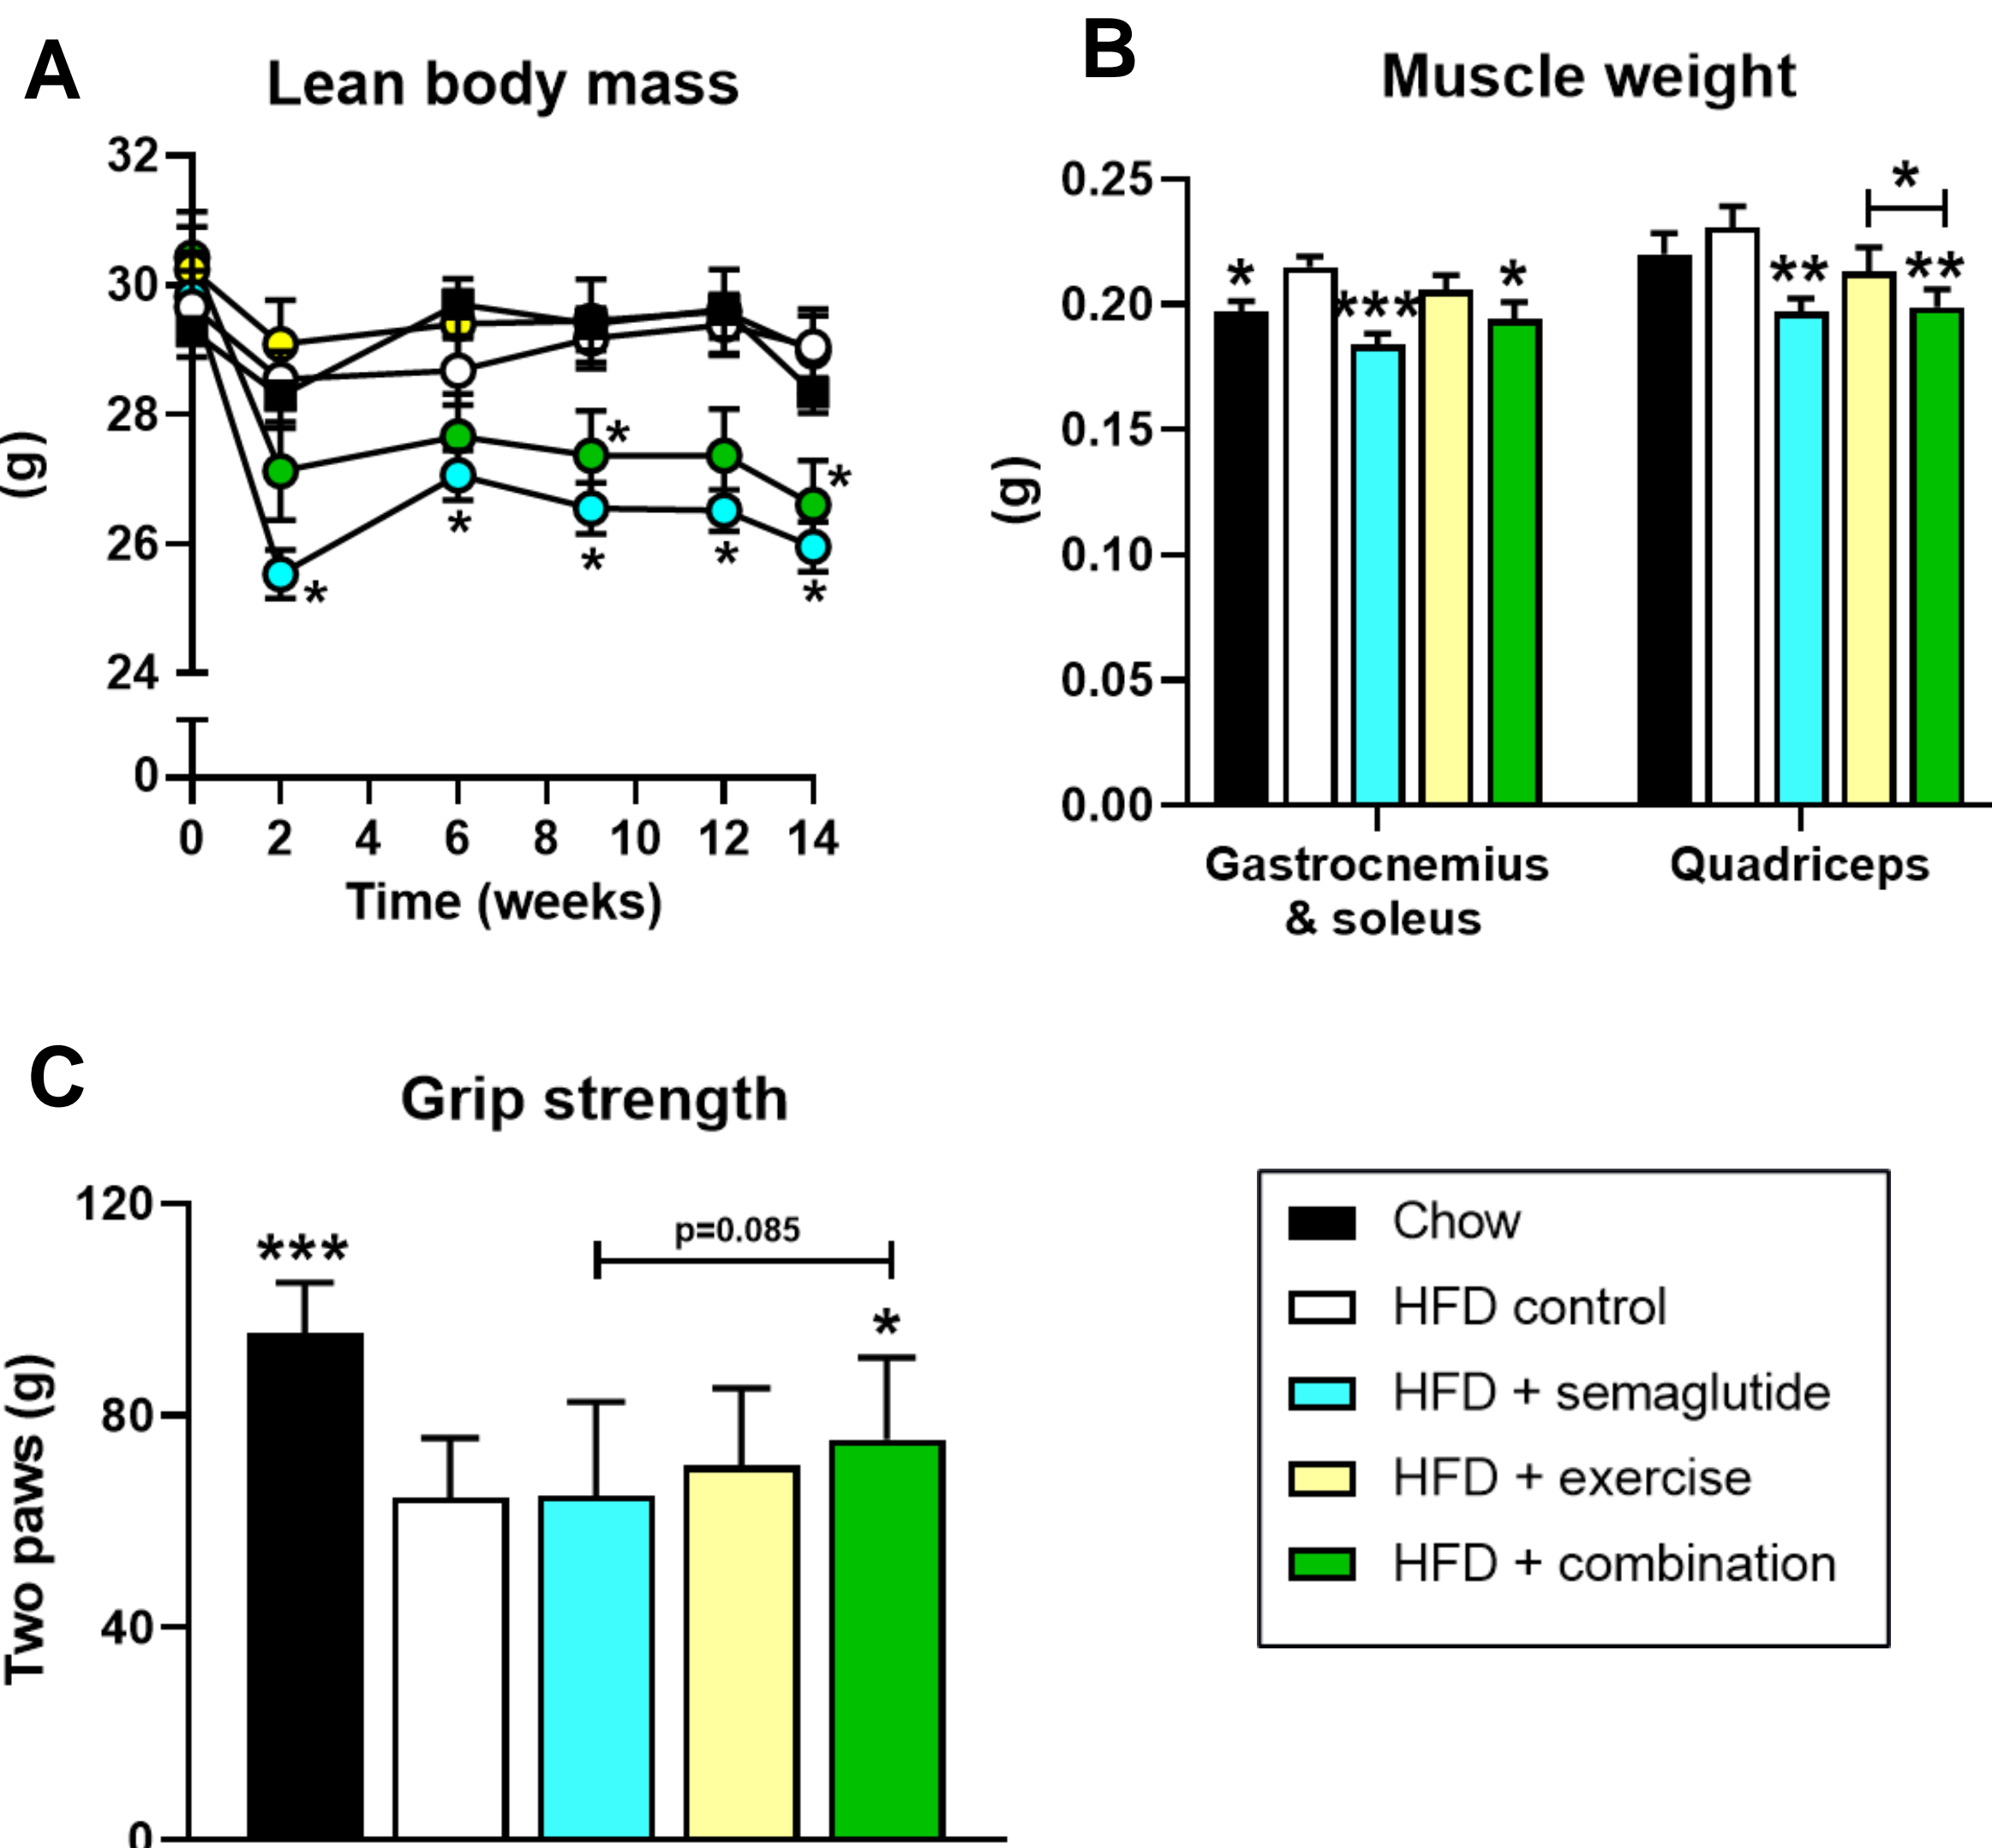 A
Lean body mass
32
30
28
26
24
0
(g)
*
*
*
*
*
*
*
0 2 4 6 8 10 12 14
Time (weeks)
B
Muscle weight
0.25
0.20
0.15
0.10
0.05
0.00
(g)
*
* *** * ** **
Gastrocnemius
& soleus
Quadriceps
C
Grip strength
120
80
40
0
Two paws (g)
***
p=0.085
*
Chow
HFD control
HFD + semaglutide
HFD + exercise
HFD + combination